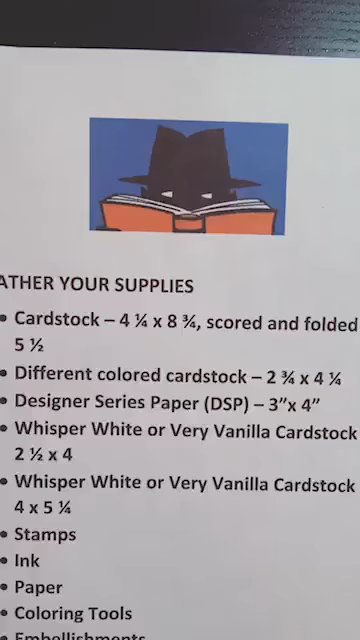 ATHER YOUR SUPPLIES
• Cardstock – 4 ¼ x 8 ¾, scored and folded
5 ½
• Different colored cardstock – 2 ¾ x 4 ¼
• Designer Series Paper (DSP) – 3”x 4”
• Whisper White or Very Vanilla Cardstock
2 ½ x 4
• Whisper White or Very Vanilla Cardstock
4 x 5 ¼
• Stamps
• Ink
• Paper
• Coloring Tools
• Embellishments